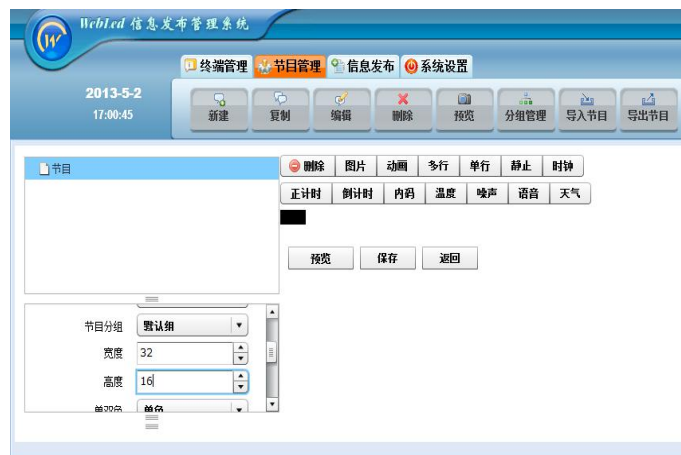 WebLed 信息发布管理系统
W
终端管理 节目管理 信息发布 系统设置
2013-5-2
17:00:45
新建 复制 编辑 删除 预览 分组管理 导入节目 导出节目
节目
删除 图片 动画 多行 单行 静止 时钟
正计时 倒计时 内码 温度 噪声 语音 天气
预览 保存 返回
节目分组 默认组
宽度 32
高度 16
单双色 单色